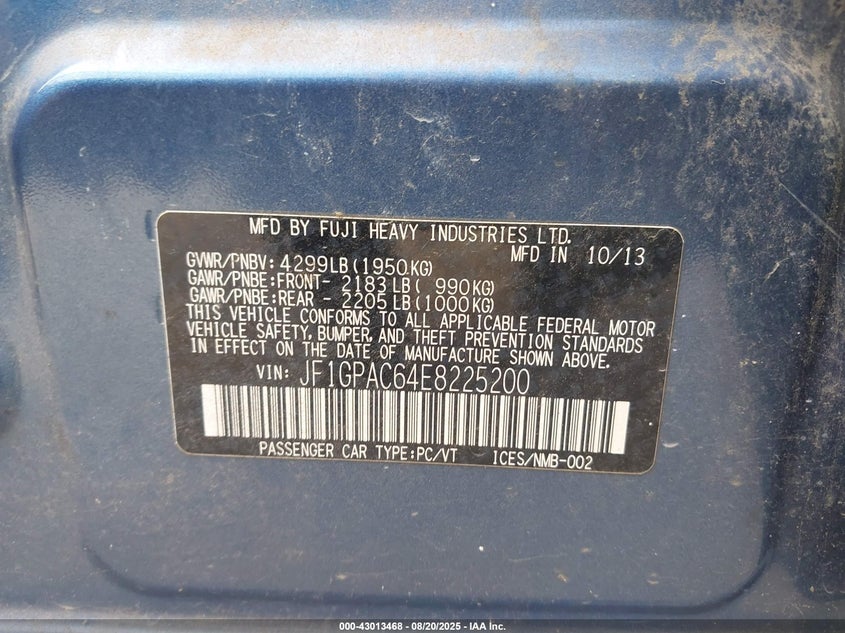 MFD BY FUJI HEAVY INDUSTRIES LTD.
MFD IN 10/13
GVWR/PNBV: 4299LB(1950KG)
GAWR/PNBE:FRONT- 2183LB( 990KG)
GAWR/PNBE:REAR - 2205LB(1000KG)
THIS VEHICLE CONFORMS TO ALL APPLICABLE FEDERAL MOTOR
VEHICLE SAFETY, BUMPER, AND THEFT PREVENTION STANDARDS
IN EFFECT ON THE DATE OF MANUFACTURE SHOWN ABOVE.
VIN: JF1GPAC64E8225200
PASSENGER CAR TYPE:PC/VT ICES/NMB-002
000-43013468 - 08/20/2025 - IAA Inc.